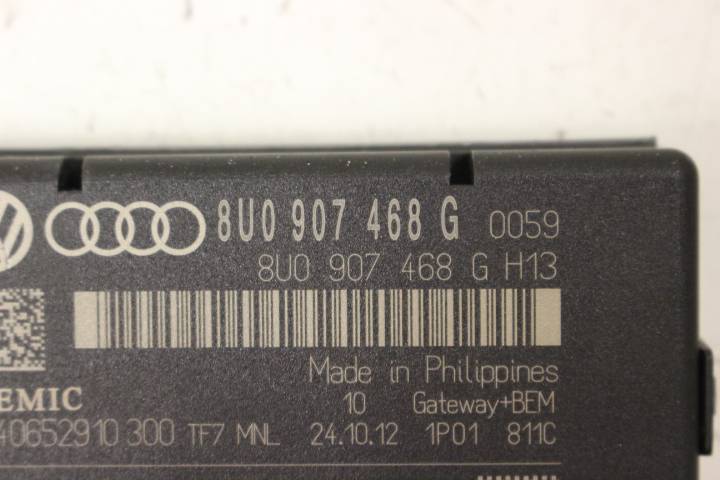 8U0 907 468 G 0059
8U0 907 468 G H13
Made in Philippines
EMIC
10 Gateway+BEM
40652910 300 TF7 MNL 24.10.12 1P01 811C